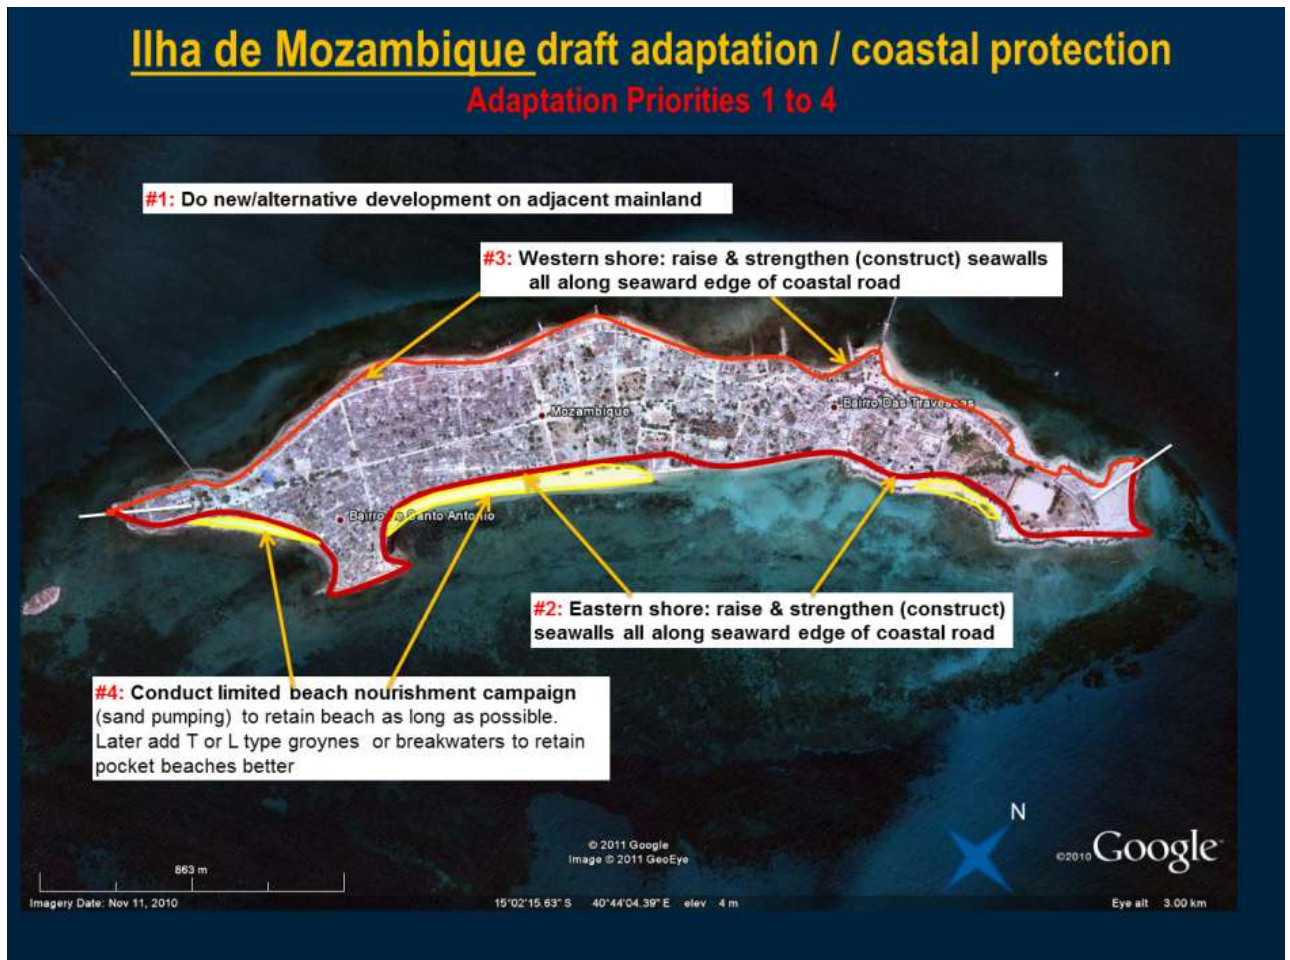 Ilha de Mozambique draft adaptation / coastal protection
Adaptation Priorities 1 to 4
#1: Do new/alternative development on adjacent mainland
#3: Western shore: raise & strengthen (construct) seawalls
all along seaward edge of coastal road
Bairro Das Travessas
Mozambique
Bairro de Santo Antonio
#2: Eastern shore: raise & strengthen (construct)
seawalls all along seaward edge of coastal road
#4: Conduct limited beach nourishment campaign
(sand pumping) to retain beach as long as possible.
Later add T or L type groynes or breakwaters to retain
pocket beaches better
N
© 2011 Google
Image © 2011 GeoEye
©2010 Google
863 m
Imagery Date: Nov 11, 2010
15°02'15.63" S 40°44'04.39" E elev 4 m
Eye alt 3.00 km